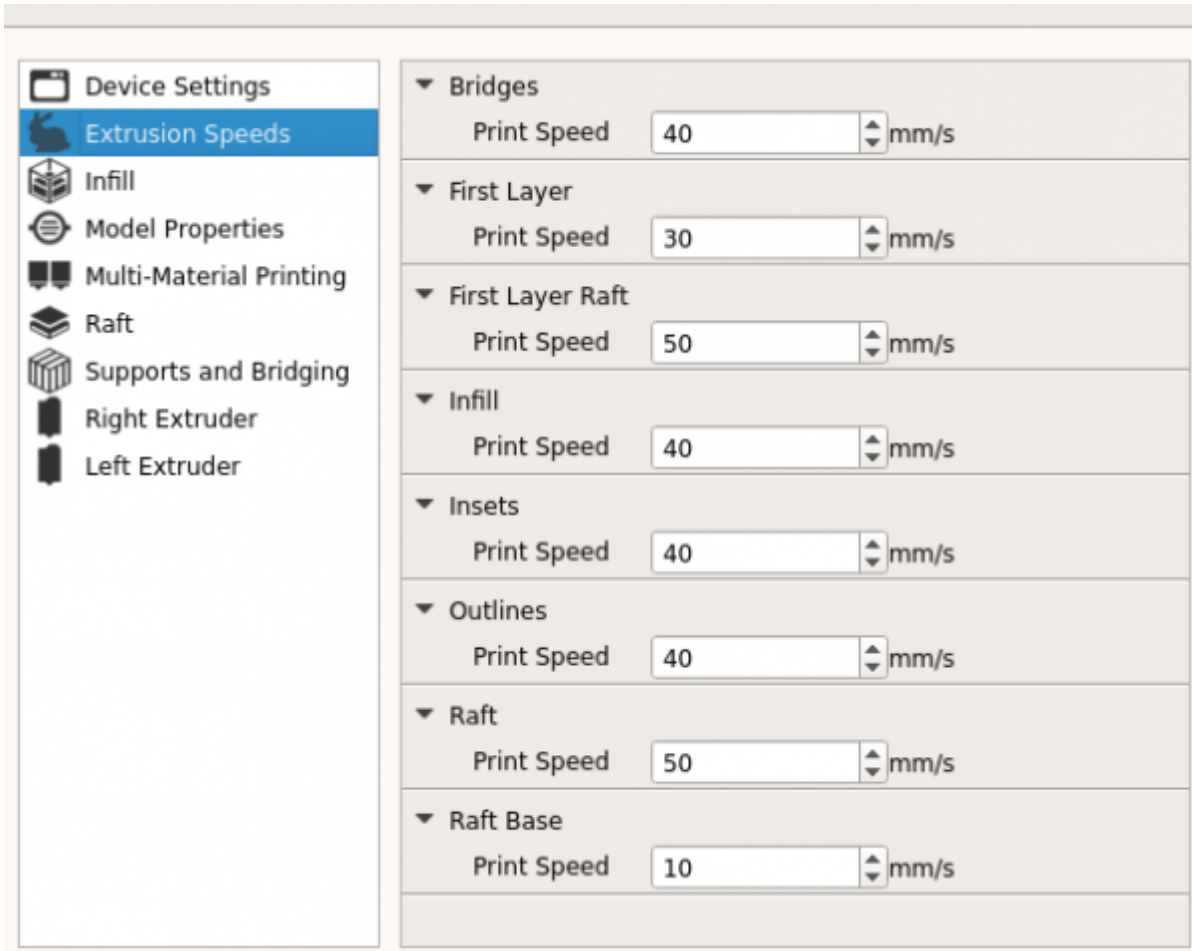 Device Settings
Extrusion Speeds
Infill
Model Properties
Multi-Material Printing
Raft
Supports and Bridging
Right Extruder
Left Extruder
Bridges
Print Speed 40 mm/s
First Layer
Print Speed 30 mm/s
First Layer Raft
Print Speed 50 mm/s
Infill
Print Speed 40 mm/s
Insets
Print Speed 40 mm/s
Outlines
Print Speed 40 mm/s
Raft
Print Speed 50 mm/s
Raft Base
Print Speed 10 mm/s